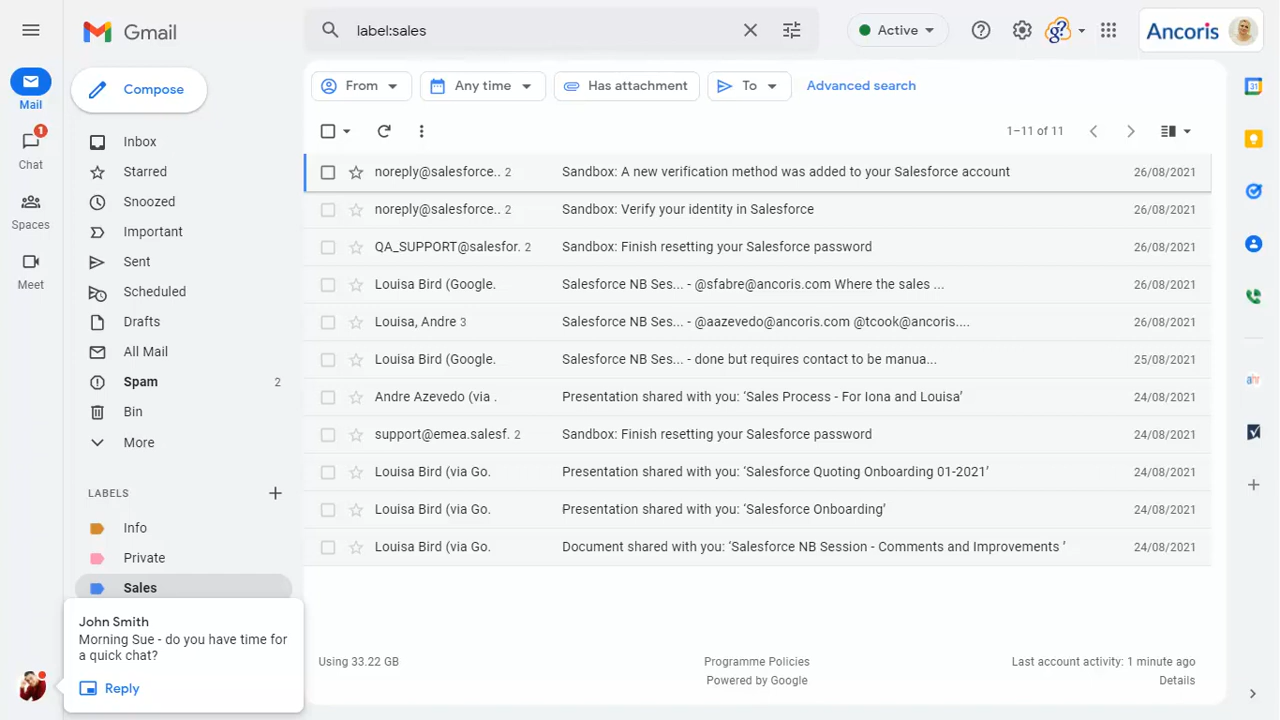 Gmail
label:sales
Active
Ancoris
Mail
1
Chat
Spaces
Meet
Compose
Inbox
Starred
Snoozed
Important
Sent
Scheduled
Drafts
All Mail
Spam 2
Bin
More
LABELS
Info
Private
Sales
John Smith
Morning Sue - do you have time for
a quick chat?
Reply
From
Any time
Has attachment
To
Advanced search
1–11 of 11
noreply@salesforce.. 2 Sandbox: A new verification method was added to your Salesforce account 26/08/2021
noreply@salesforce.. 2 Sandbox: Verify your identity in Salesforce 26/08/2021
QA_SUPPORT@salesfor. 2 Sandbox: Finish resetting your Salesforce password 26/08/2021
Louisa Bird (Google. Salesforce NB Ses... - @sfabre@ancoris.com Where the sales ... 26/08/2021
Louisa, Andre 3 Salesforce NB Ses... - @aazevedo@ancoris.com @tcook@ancoris.... 26/08/2021
Louisa Bird (Google. Salesforce NB Ses... - done but requires contact to be manua... 25/08/2021
Andre Azevedo (via . Presentation shared with you: ‘Sales Process - For Iona and Louisa’ 24/08/2021
support@emea.salesf. 2 Sandbox: Finish resetting your Salesforce password 24/08/2021
Louisa Bird (via Go. Presentation shared with you: ‘Salesforce Quoting Onboarding 01-2021’ 24/08/2021
Louisa Bird (via Go. Presentation shared with you: ‘Salesforce Onboarding’ 24/08/2021
Louisa Bird (via Go. Document shared with you: ‘Salesforce NB Session - Comments and Improvements ’ 24/08/2021
Using 33.22 GB
Programme Policies
Powered by Google
Last account activity: 1 minute ago
Details
31
ahr